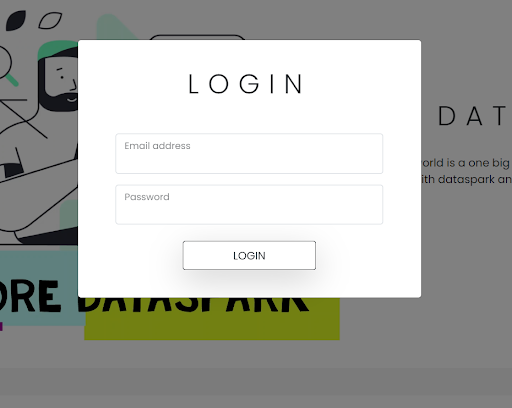 LOGIN
DAT
Email address
orld is a one big
ith dataspark an
Password
LOGIN
ORE DATASPARK